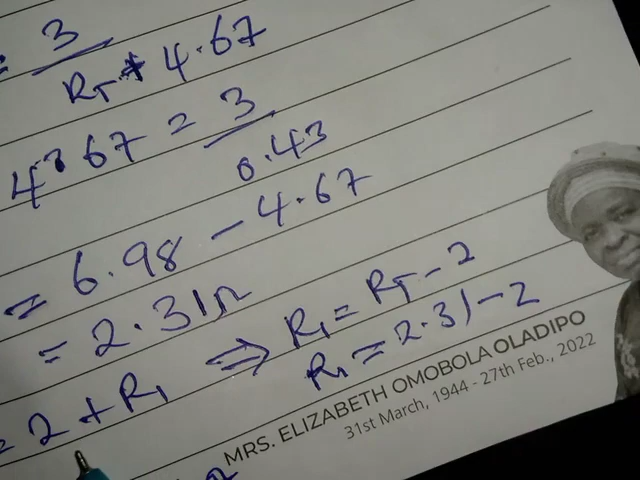 = 3
RT + 4.67
4.67 = 3
0.43
= 6.98 - 4.67
= 2.31Ω
= 2 + R1 ⇒ R1 = RT - 2
R1 = 2.31 - 2
MRS. ELIZABETH OMOBOLA OLADIPO
31st March, 1944 - 27th Feb., 2022